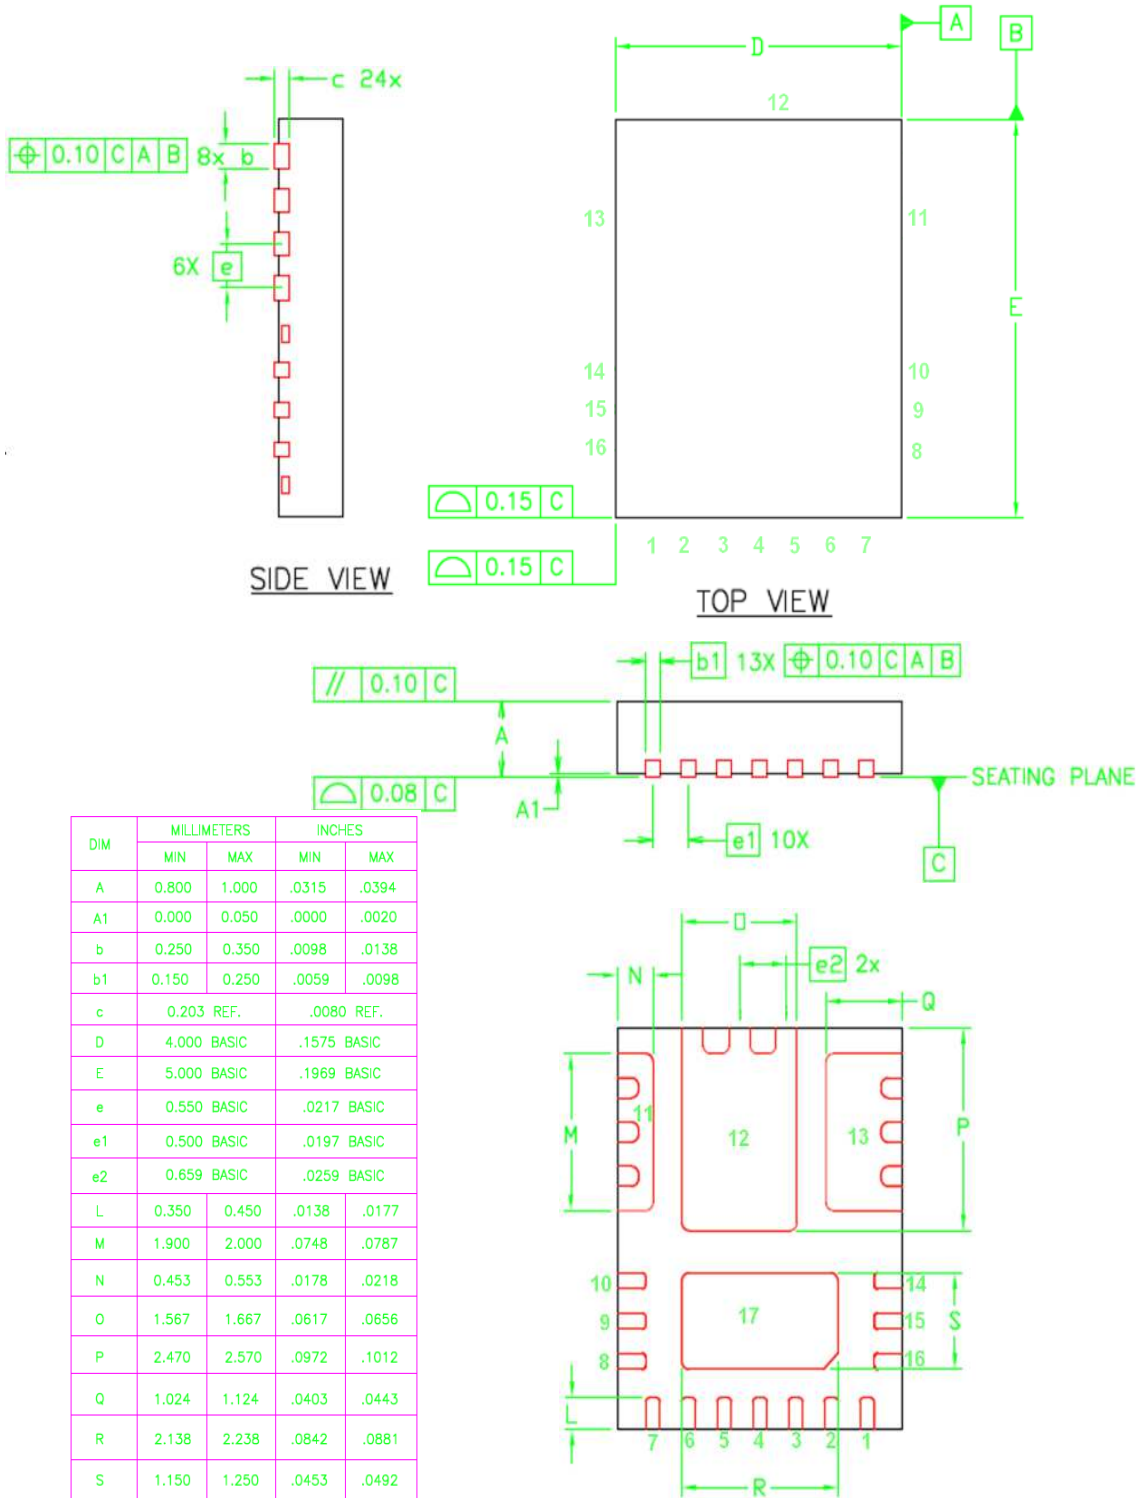 A
B
D
c 24x
12
0.10 C A B 8x b
13
11
6X e
E
14
10
15
9
16
8
0.15 C
1 2 3 4 5 6 7
0.15 C
SIDE VIEW
TOP VIEW
b1 13X 0.10 C A B
// 0.10 C
A
SEATING PLANE
0.08 C
A1
e1 10X
C
DIM MILLIMETERS INCHES
MIN MAX MIN MAX
A 0.800 1.000 .0315 .0394
A1 0.000 0.050 .0000 .0020
b 0.250 0.350 .0098 .0138
b1 0.150 0.250 .0059 .0098
c 0.203 REF. .0080 REF.
D 4.000 BASIC .1575 BASIC
E 5.000 BASIC .1969 BASIC
e 0.550 BASIC .0217 BASIC
e1 0.500 BASIC .0197 BASIC
e2 0.659 BASIC .0259 BASIC
L 0.350 0.450 .0138 .0177
M 1.900 2.000 .0748 .0787
N 0.453 0.553 .0178 .0218
O 1.567 1.667 .0617 .0656
P 2.470 2.570 .0972 .1012
Q 1.024 1.124 .0403 .0443
R 2.138 2.238 .0842 .0881
S 1.150 1.250 .0453 .0492
O
N
e2 2x
Q
11
M
12
13
P
10
14
17
9
15
S
8
16
L
7 6 5 4 3 2 1
R